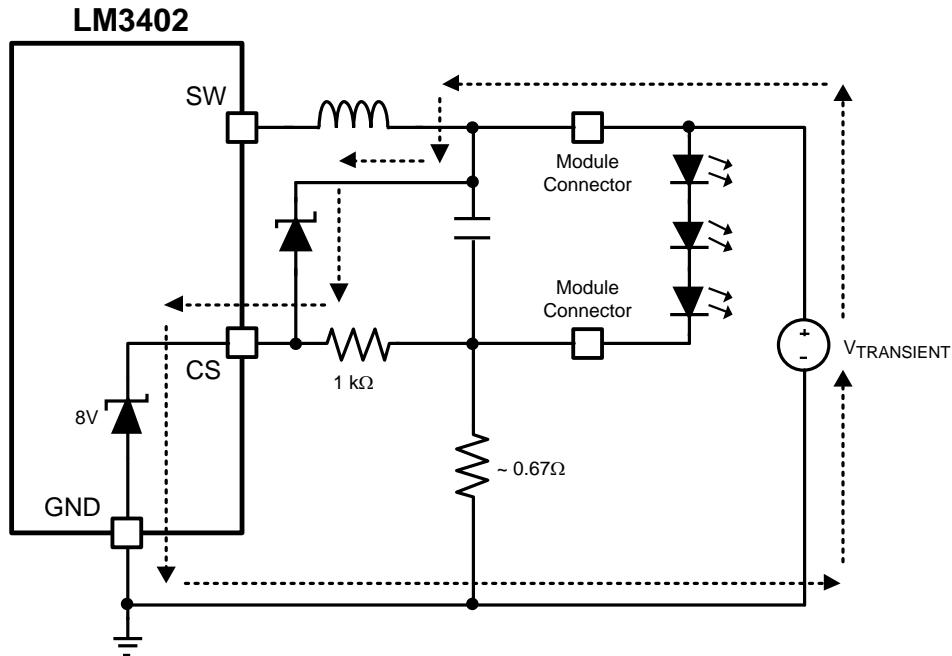 LM3402
SW
Module
Connector
Module
Connector
CS
1 kΩ
+
-
VTRANSIENT
8V
~ 0.67Ω
GND